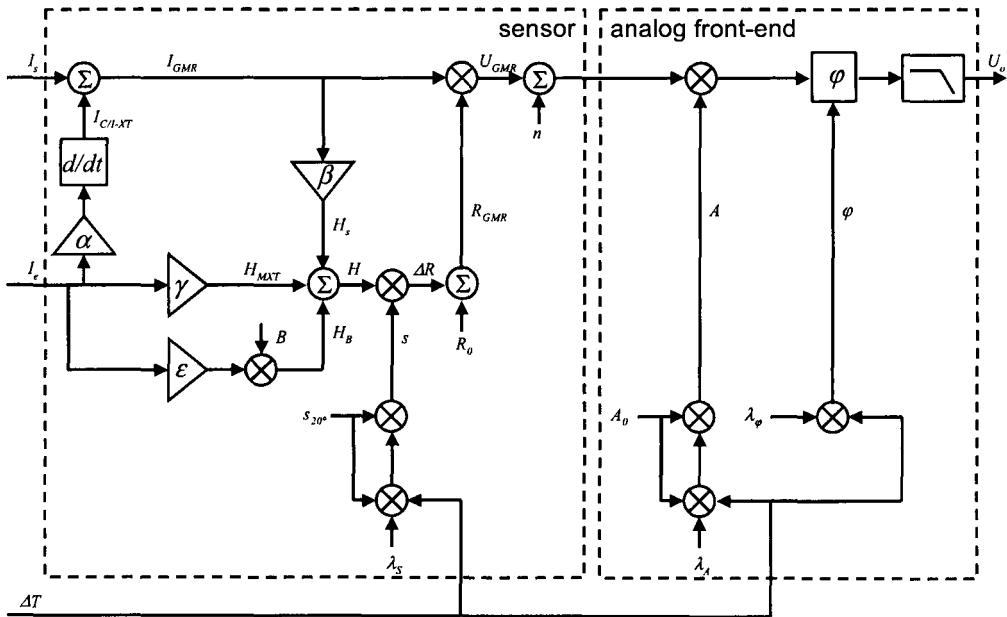 sensor
analog front-end
I_s
Σ
I_GMR
U_GMR
Σ
φ
U_o
n
I_C/I-XT
d/dt
β
α
H_s
R_GMR
A
φ
I_e
γ
H_MXT
Σ
H
ΔR
Σ
ε
B
H_B
s
R_0
s_20°
A_0
λ_φ
λ_S
λ_A
ΔT